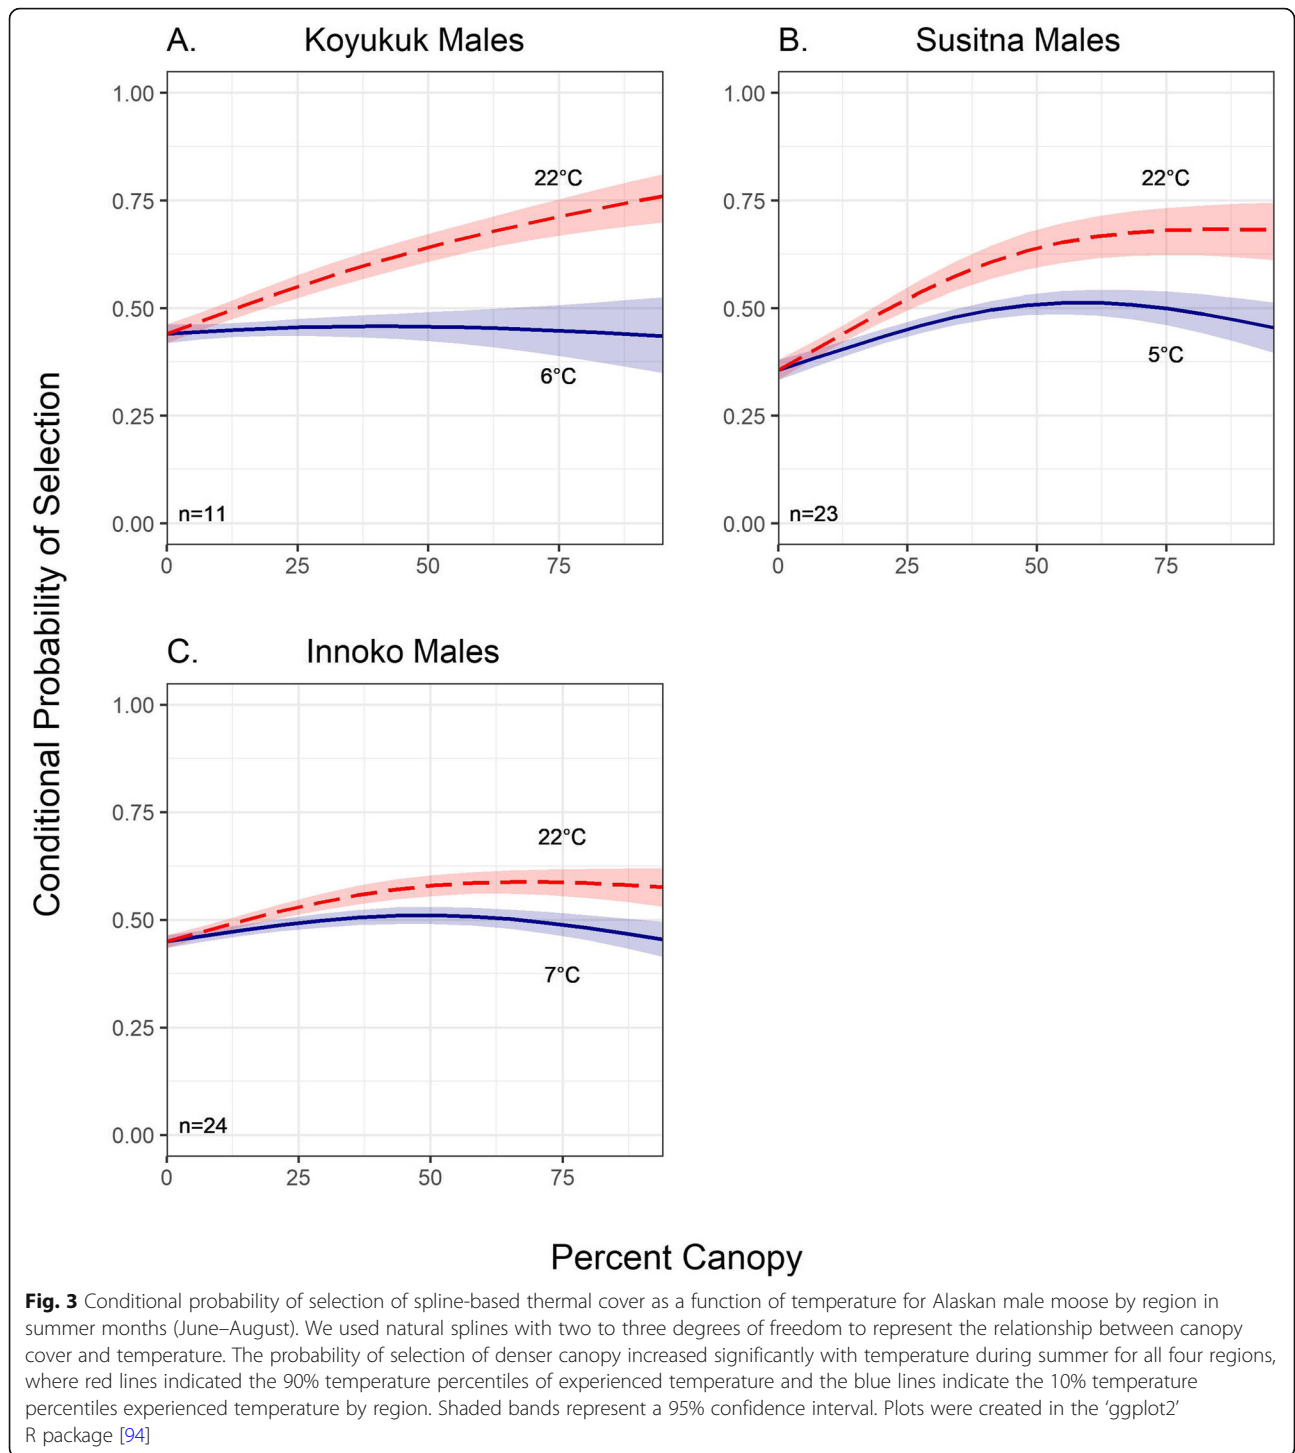 A. Koyukuk Males
1.00
0.75
0.50
0.25
0.00
22°C
6°C
n=11
0 25 50 75
B. Susitna Males
1.00
0.75
0.50
0.25
0.00
22°C
5°C
n=23
0 25 50 75
C. Innoko Males
1.00
0.75
0.50
0.25
0.00
22°C
7°C
n=24
0 25 50 75
Conditional Probability of Selection
Percent Canopy
Fig. 3 Conditional probability of selection of spline-based thermal cover as a function of temperature for Alaskan male moose by region in
summer months (June–August). We used natural splines with two to three degrees of freedom to represent the relationship between canopy
cover and temperature. The probability of selection of denser canopy increased significantly with temperature during summer for all four regions,
where red lines indicated the 90% temperature percentiles of experienced temperature and the blue lines indicate the 10% temperature
percentiles experienced temperature by region. Shaded bands represent a 95% confidence interval. Plots were created in the ‘ggplot2’
R package [94]